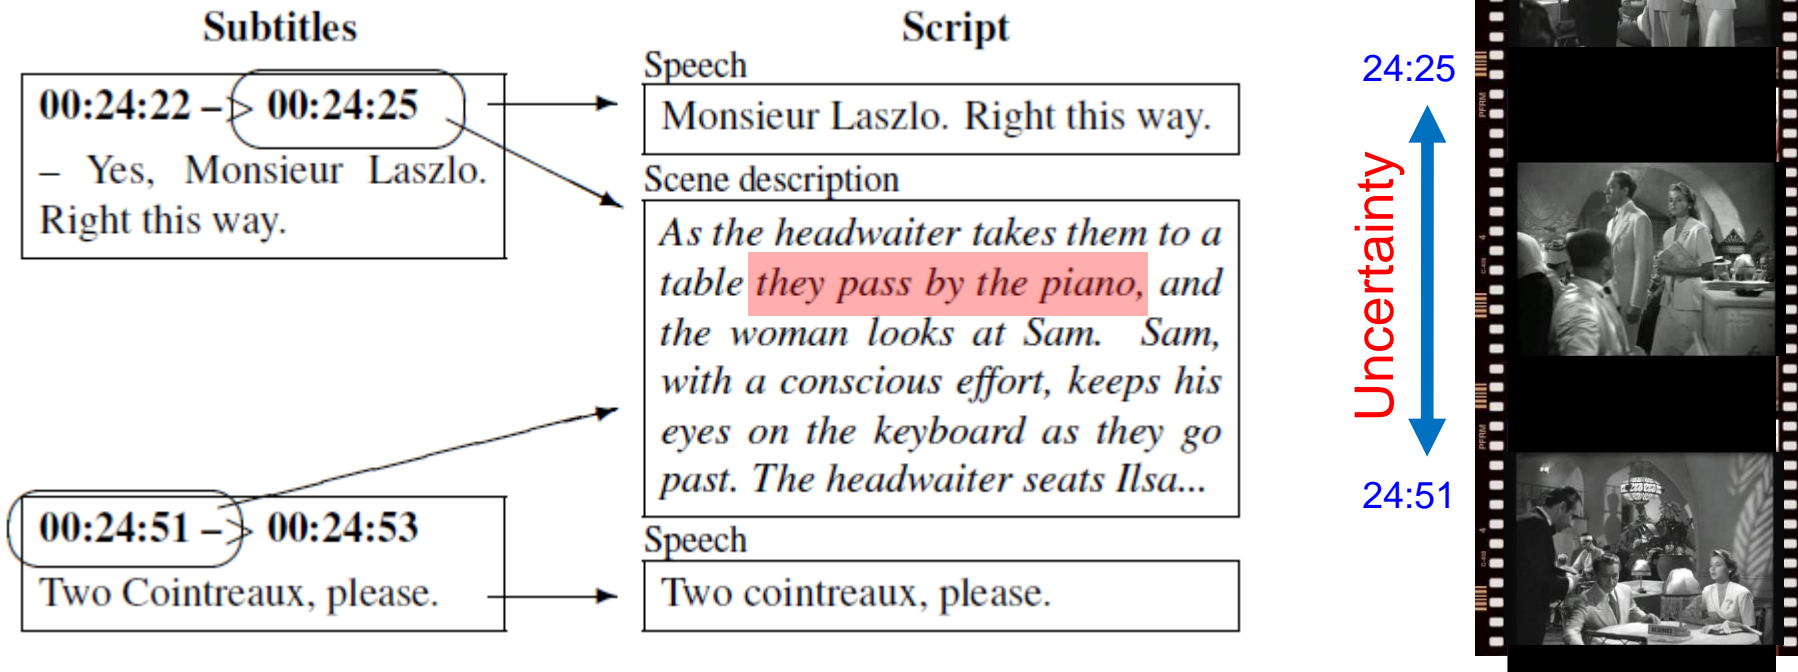 Subtitles
00:24:22 –> 00:24:25
– Yes, Monsieur Laszlo.
Right this way.
00:24:51 –> 00:24:53
Two Cointreaux, please.
Script
Speech
Monsieur Laszlo. Right this way.
Scene description
As the headwaiter takes them to a
table they pass by the piano, and
the woman looks at Sam. Sam,
with a conscious effort, keeps his
eyes on the keyboard as they go
past. The headwaiter seats Ilsa...
Speech
Two cointreaux, please.
24:25
Uncertainty
24:51